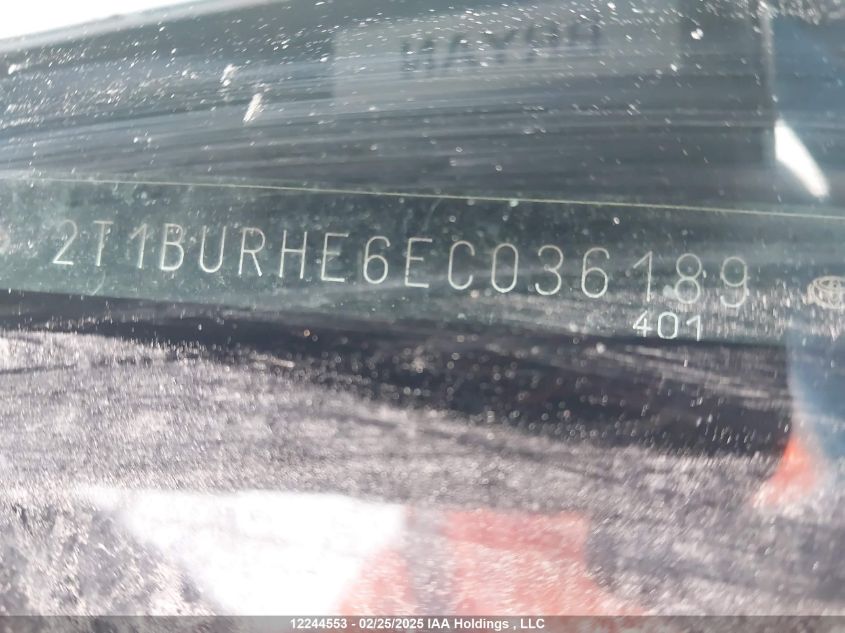 2T1BURHE6EC036189
401
12244553 - 02/25/2025 IAA Holdings , LLC